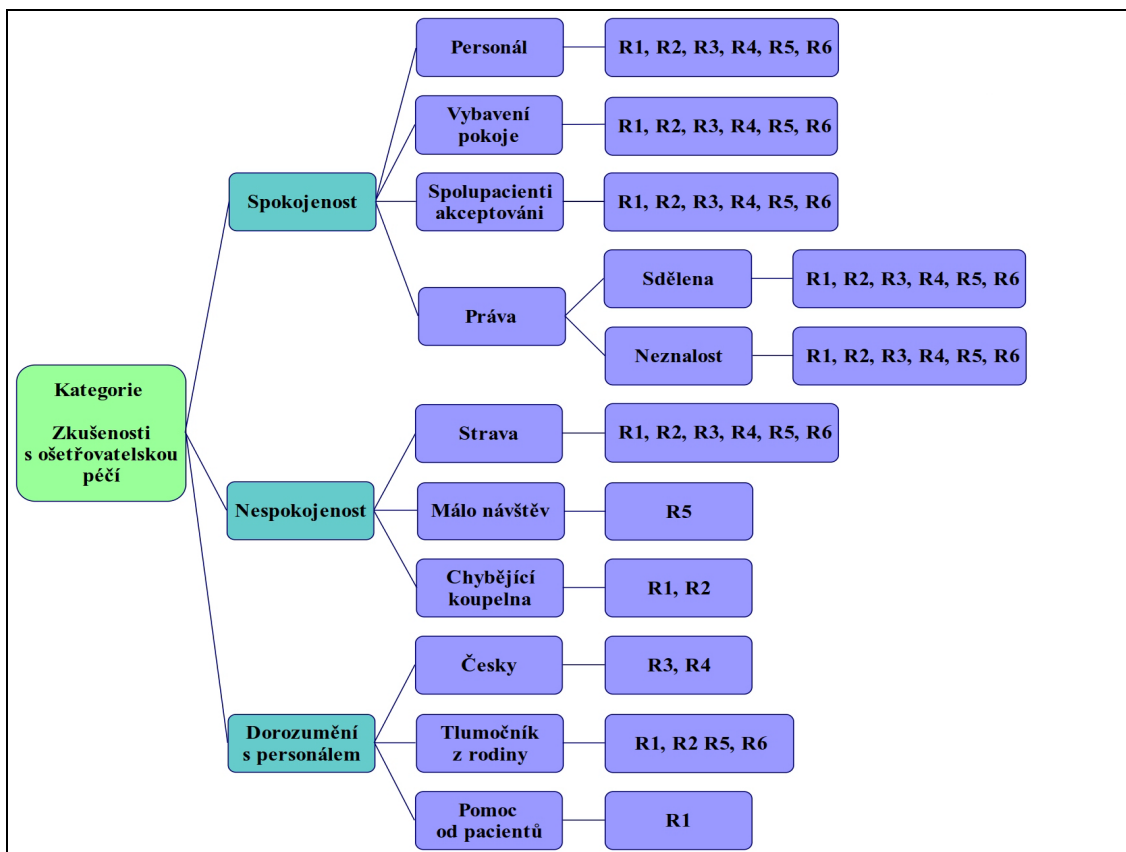 Kategorie
Zkušenosti
s ošetřovatelskou
péčí
Spokojenost
Personál
R1, R2, R3, R4, R5, R6
Vybavení
pokoje
R1, R2, R3, R4, R5, R6
Spolupacienti
akceptováni
R1, R2, R3, R4, R5, R6
Práva
Sdělena
R1, R2, R3, R4, R5, R6
Neznalost
R1, R2, R3, R4, R5, R6
Nespokojenost
Strava
R1, R2, R3, R4, R5, R6
Málo návštěv
R5
Chybějící
koupelna
R1, R2
Dorozumění
s personálem
Česky
R3, R4
Tlumočník
z rodiny
R1, R2 R5, R6
Pomoc
od pacientů
R1